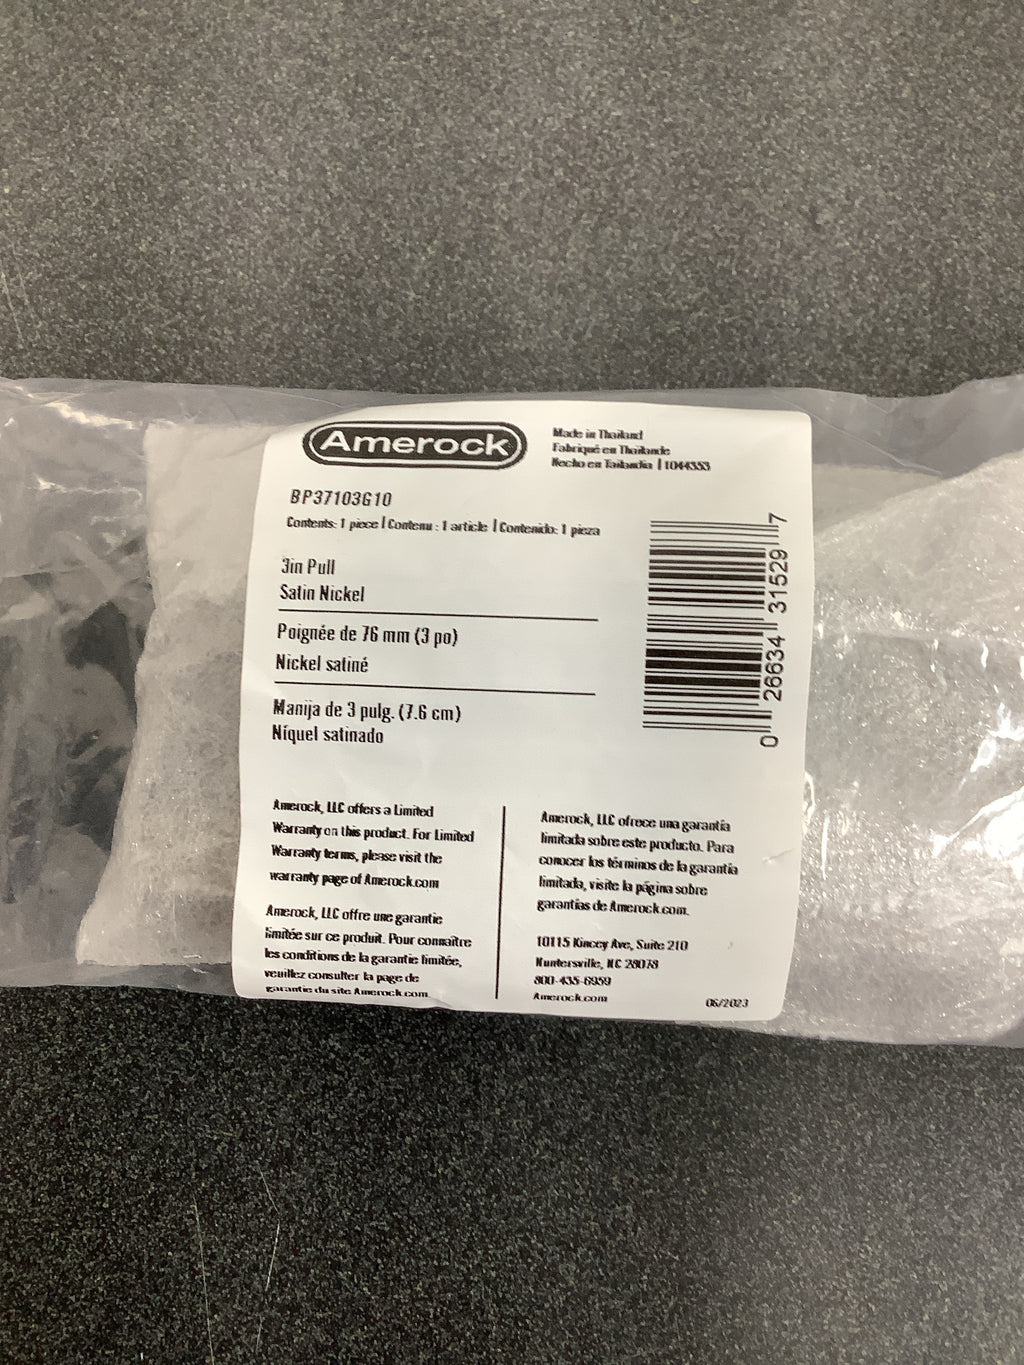 Amerock
Made in Thailand
Fabriqué en Thaïlande
Hecho en Tailandia | 1044353
BP37103G10
Contents: 1 piece | Contenu : 1 article | Contenido: 1 pieza
3in Pull
Satin Nickel
Poignée de 76 mm (3 po)
Nickel satiné
Manija de 3 pulg. (7.6 cm)
Níquel satinado
0 26634 31529 7
Amerock, LLC offers a Limited
Warranty on this product. For Limited
Warranty terms, please visit the
warranty page of Amerock.com
Amerock, LLC offre une garantie
limitée sur ce produit. Pour connaître
les conditions de la garantie limitée,
veuillez consulter la page de
garantie du site Amerock.com.
Amerock, LLC ofrece una garantía
limitada sobre este producto. Para
conocer los términos de la garantía
limitada, visite la página sobre
garantías de Amerock.com.
10115 Kincey Ave, Suite 210
Huntersville, NC 28078
800-435-6959
Amerock.com
06/2023